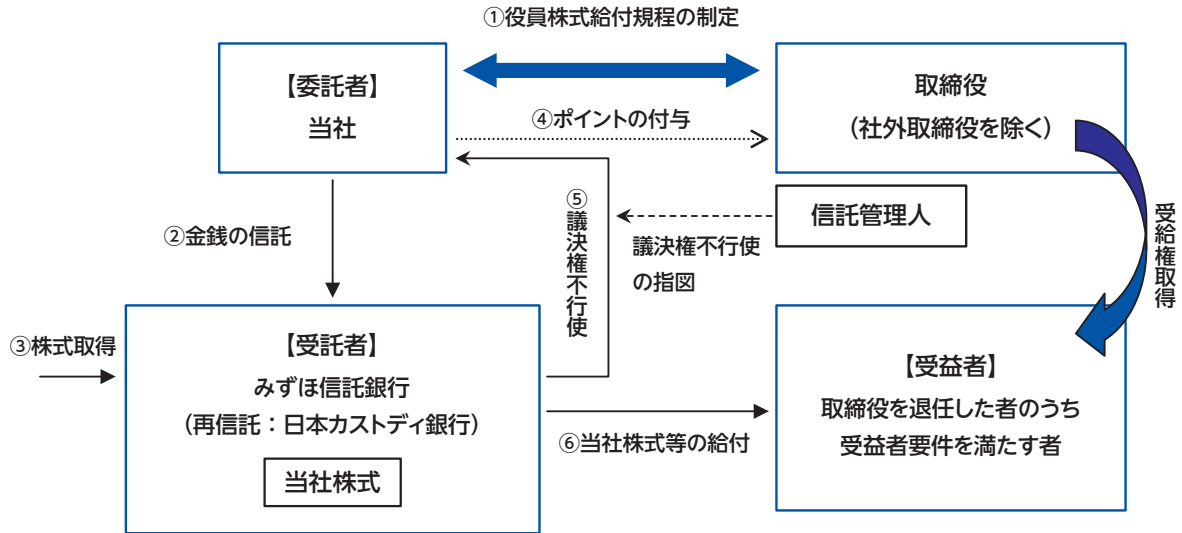 ①役員株式給付規程の制定
【委託者】
当社
取締役
（社外取締役を除く）
④ポイントの付与
②金銭の信託
⑤議決権不行使
信託管理人
議決権不行使
の指図
受給権取得
③株式取得
【受託者】
みずほ信託銀行
（再信託：日本カストディ銀行）
当社株式
⑥当社株式等の給付
【受益者】
取締役を退任した者のうち
受益者要件を満たす者